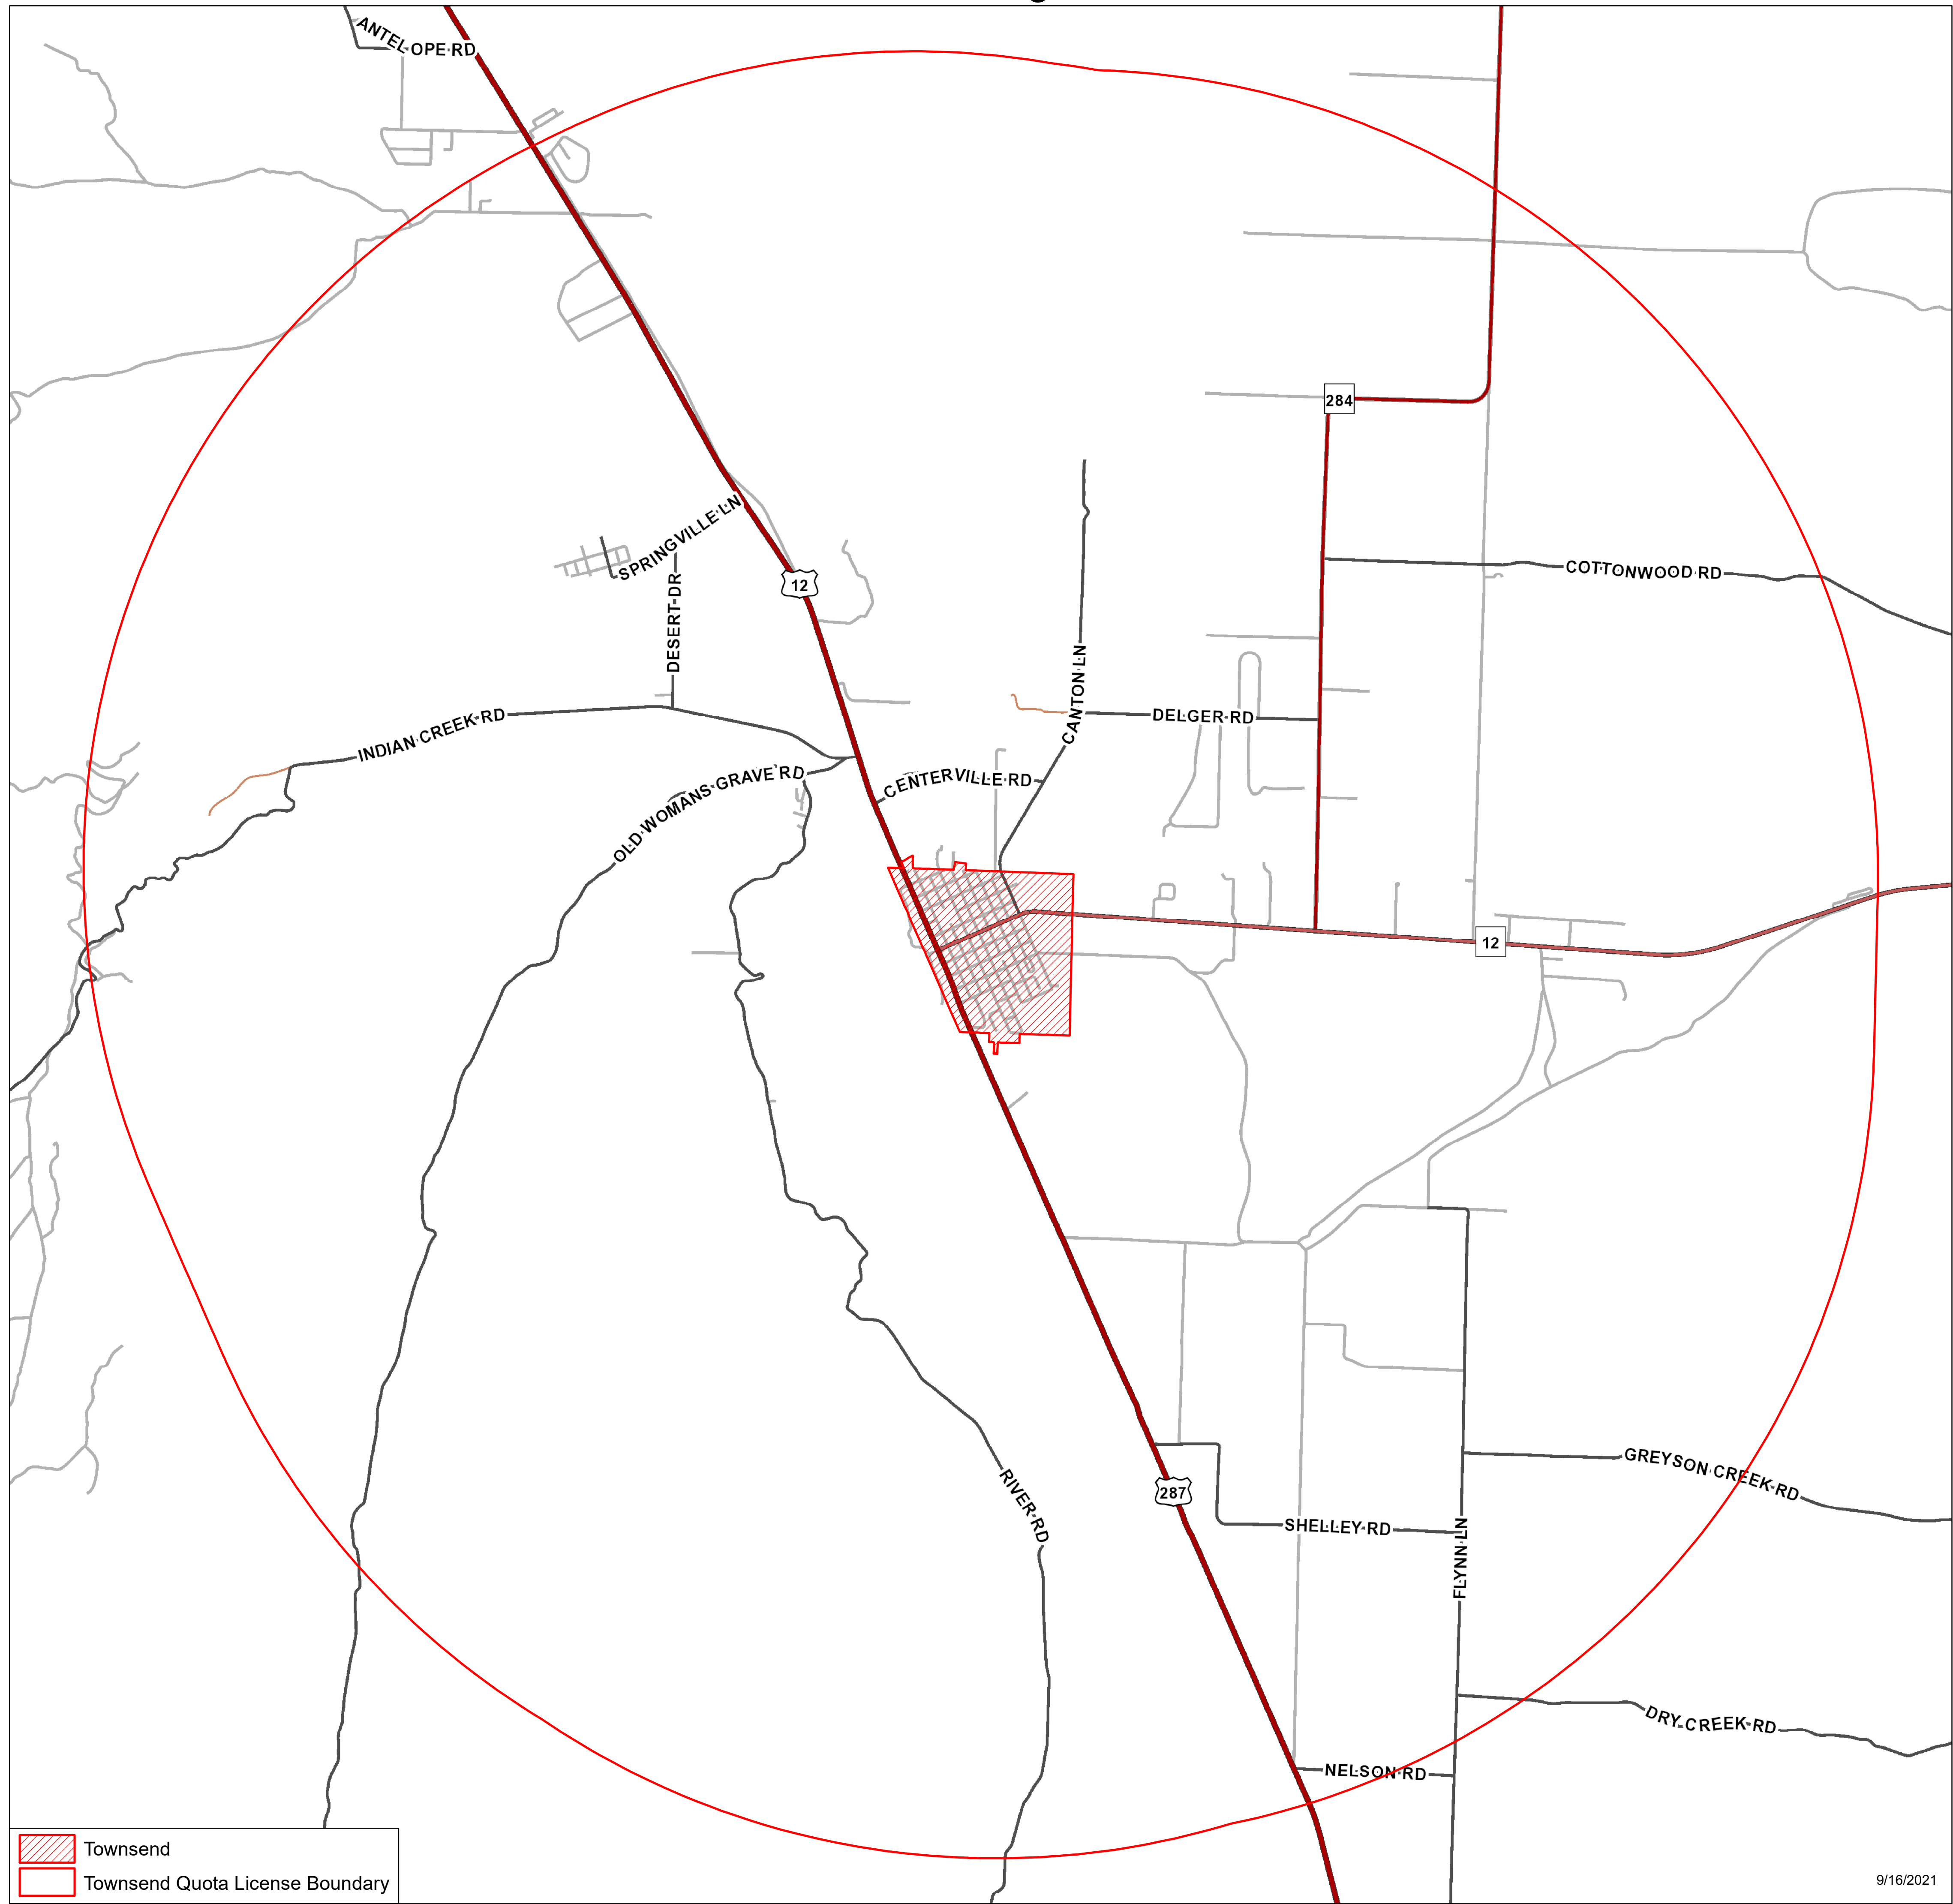 ANTELOPE RD
284
SPRINGVILLE LN
12
COTTONWOOD RD
DESERT DR
CANTON LN
DELGER RD
INDIAN CREEK RD
OLD WOMANS GRAVE RD
CENTERVILLE RD
12
GREYSON CREEK RD
RIVER RD
287
SHELLEY RD
FLYNN LN
DRY CREEK RD
NELSON RD
Townsend
Townsend Quota License Boundary
9/16/2021